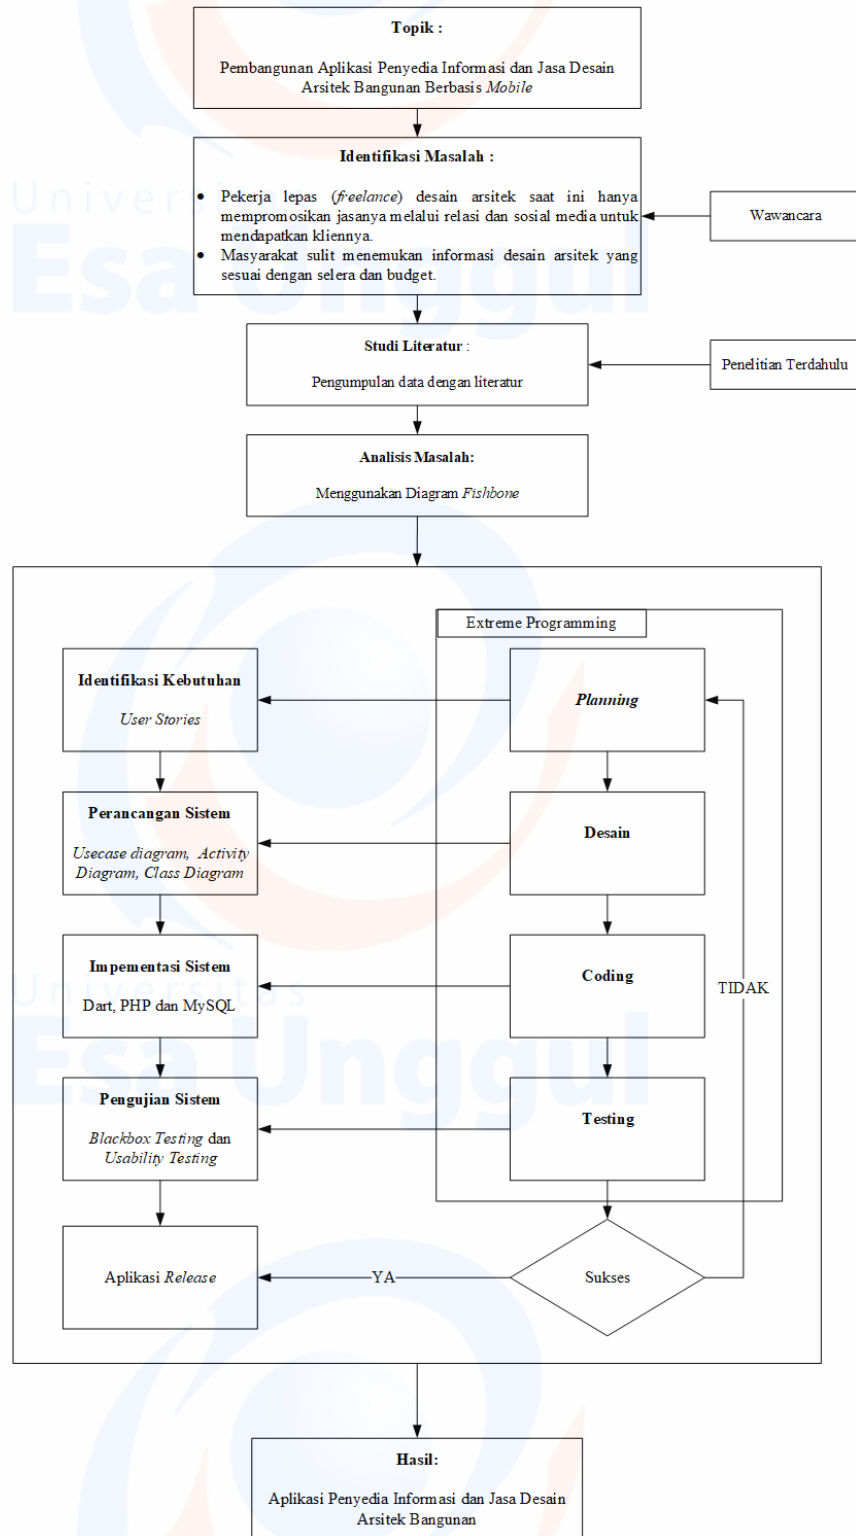 Topik :
Pembangunan Aplikasi Penyedia Informasi dan Jasa Desain
Arsitek Bangunan Berbasis Mobile
Identifikasi Masalah :
• Pekerja lepas (freelance) desain arsitek saat ini hanya
mempromosikan jasanya melalui relasi dan sosial media untuk
mendapatkan kliennya.
• Masyarakat sulit menemukan informasi desain arsitek yang
sesuai dengan selera dan budget.
Wawancara
Studi Literatur :
Pengumpulan data dengan literatur
Penelitian Terdahulu
Analisis Masalah:
Menggunakan Diagram Fishbone
Extreme Programming
Identifikasi Kebutuhan
User Stories
Planning
Perancangan Sistem
Usecase diagram, Activity
Diagram, Class Diagram
Desain
Impementasi Sistem
Dart, PHP dan MySQL
Coding
TIDAK
Pengujian Sistem
Blackbox Testing dan
Usability Testing
Testing
Aplikasi Release
YA
Sukses
Hasil:
Aplikasi Penyedia Informasi dan Jasa Desain
Arsitek Bangunan
Universitas
Esa Unggul
Universitas
Esa Unggul